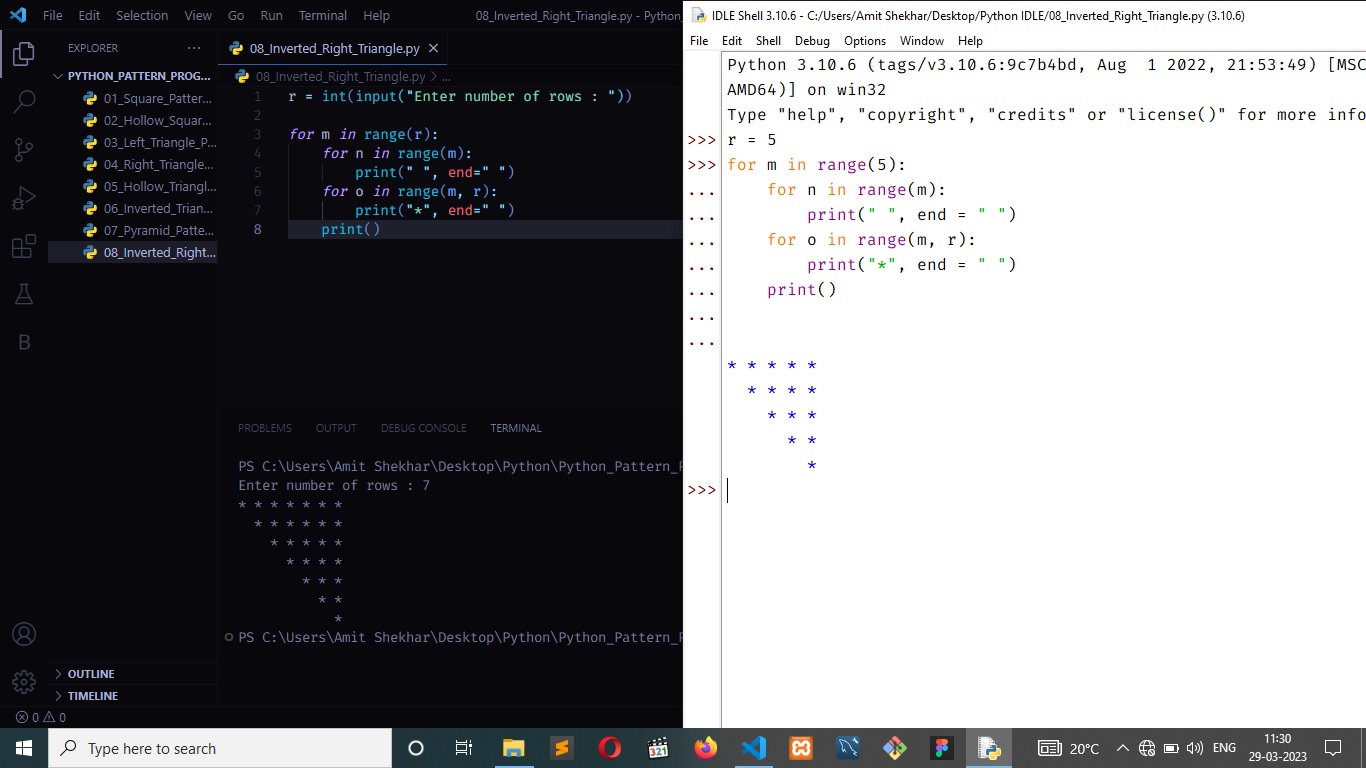 File Edit Selection View Go Run Terminal Help 08_Inverted_Right_Triangle.py - Python_
EXPLORER ...
PYTHON_PATTERN_PROG...
01_Square_Patter...
02_Hollow_Squar...
03_Left_Triangle_P...
04_Right_Triangle...
05_Hollow_Triangl...
06_Inverted_Trian...
07_Pyramid_Patte...
08_Inverted_Right...
OUTLINE
TIMELINE
0 0
08_Inverted_Right_Triangle.py
08_Inverted_Right_Triangle.py > ...
1 r = int(input("Enter number of rows : "))
2
3 for m in range(r):
4 for n in range(m):
5 print(" ", end=" ")
6 for o in range(m, r):
7 print("*", end=" ")
8 print()
PROBLEMS OUTPUT DEBUG CONSOLE TERMINAL
PS C:\Users\Amit Shekhar\Desktop\Python\Python_Pattern_P
Enter number of rows : 7
* * * * * * *
* * * * * *
* * * * *
* * * *
* * *
* *
*
PS C:\Users\Amit Shekhar\Desktop\Python\Python_Pattern_P
IDLE Shell 3.10.6 - C:/Users/Amit Shekhar/Desktop/Python IDLE/08_Inverted_Right_Triangle.py (3.10.6)
File Edit Shell Debug Options Window Help
Python 3.10.6 (tags/v3.10.6:9c7b4bd, Aug  1 2022, 21:53:49) [MSC
AMD64)] on win32
Type "help", "copyright", "credits" or "license()" for more info
>>> r = 5
>>> for m in range(5):
... for n in range(m):
... print(" ", end = " ")
... for o in range(m, r):
... print("*", end = " ")
... print()
...
...
* * * * *
* * * *
* * *
* *
*
>>>
Type here to search
321
20°C
ENG
11:30
29-03-2023